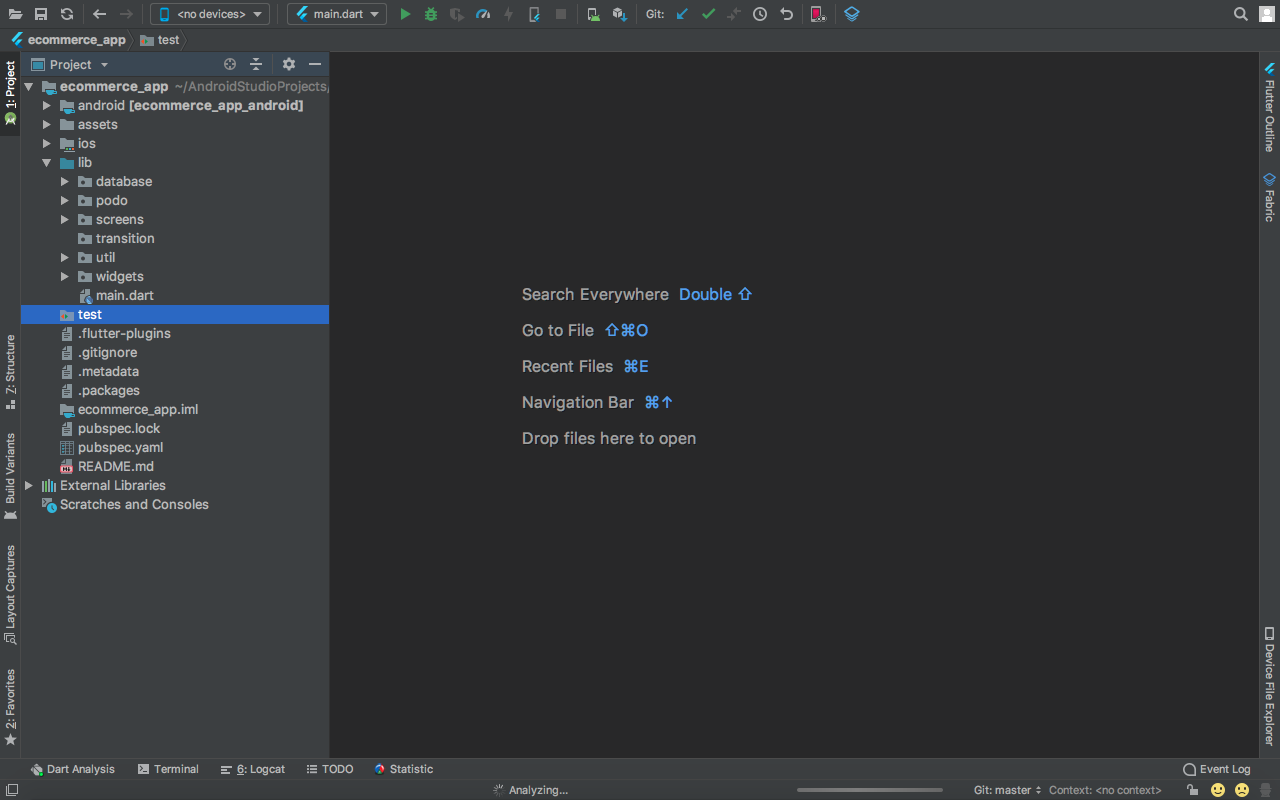 <no devices>
main.dart
Git:
ecommerce_app
test
Project
ecommerce_app ~/AndroidStudioProjects/
android [ecommerce_app_android]
assets
ios
lib
database
podo
screens
transition
util
widgets
main.dart
test
.flutter-plugins
.gitignore
.metadata
.packages
ecommerce_app.iml
pubspec.lock
pubspec.yaml
README.md
External Libraries
Scratches and Consoles
1: Project
7: Structure
Build Variants
Layout Captures
2: Favorites
Search Everywhere Double ⇧
Go to File ⇧⌘O
Recent Files ⌘E
Navigation Bar ⌘↑
Drop files here to open
Flutter Outline
Fabric
Device File Explorer
Dart Analysis
Terminal
6: Logcat
TODO
Statistic
Event Log
Analyzing...
Git: master
Context: <no context>